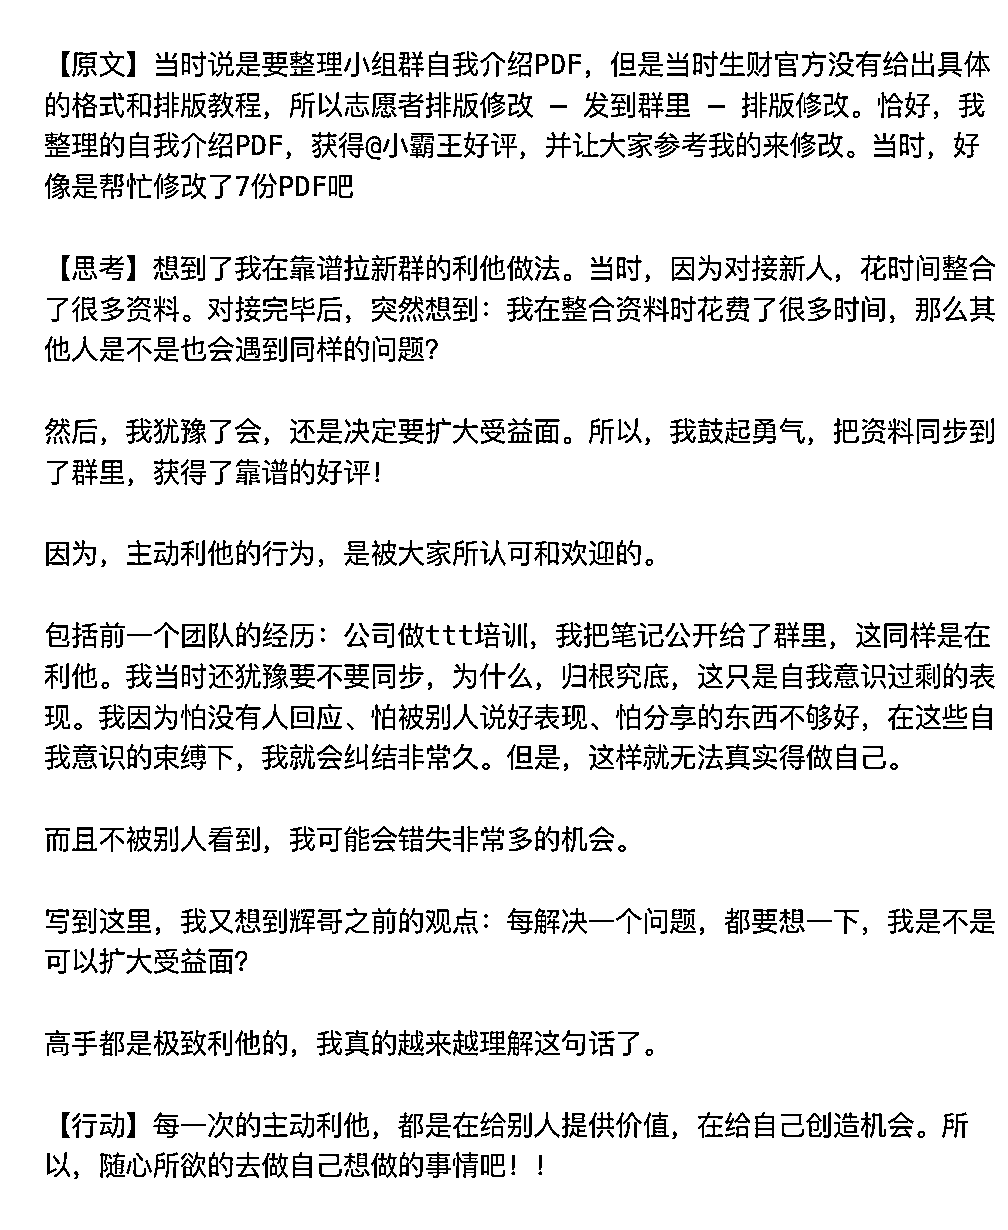 【原文】当时说是要整理小组群自我介绍PDF，但是当时生财官方没有给出具体
的格式和排版教程，所以志愿者排版修改 — 发到群里 — 排版修改。恰好，我
整理的自我介绍PDF，获得@小霸王好评，并让大家参考我的来修改。当时，好
像是帮忙修改了7份PDF吧
【思考】想到了我在靠谱拉新群的利他做法。当时，因为对接新人，花时间整合
了很多资料。对接完毕后，突然想到：我在整合资料时花费了很多时间，那么其
他人是不是也会遇到同样的问题？
然后，我犹豫了会，还是决定要扩大受益面。所以，我鼓起勇气，把资料同步到
了群里，获得了靠谱的好评！
因为，主动利他的行为，是被大家所认可和欢迎的。
包括前一个团队的经历：公司做ttt培训，我把笔记公开给了群里，这同样是在
利他。我当时还犹豫要不要同步，为什么，归根究底，这只是自我意识过剩的表
现。我因为怕没有人回应、怕被别人说好表现、怕分享的东西不够好，在这些自
我意识的束缚下，我就会纠结非常久。但是，这样就无法真实得做自己。
而且不被别人看到，我可能会错失非常多的机会。
写到这里，我又想到辉哥之前的观点：每解决一个问题，都要想一下，我是不是
可以扩大受益面？
高手都是极致利他的，我真的越来越理解这句话了。
【行动】每一次的主动利他，都是在给别人提供价值，在给自己创造机会。所
以，随心所欲的去做自己想做的事情吧！！